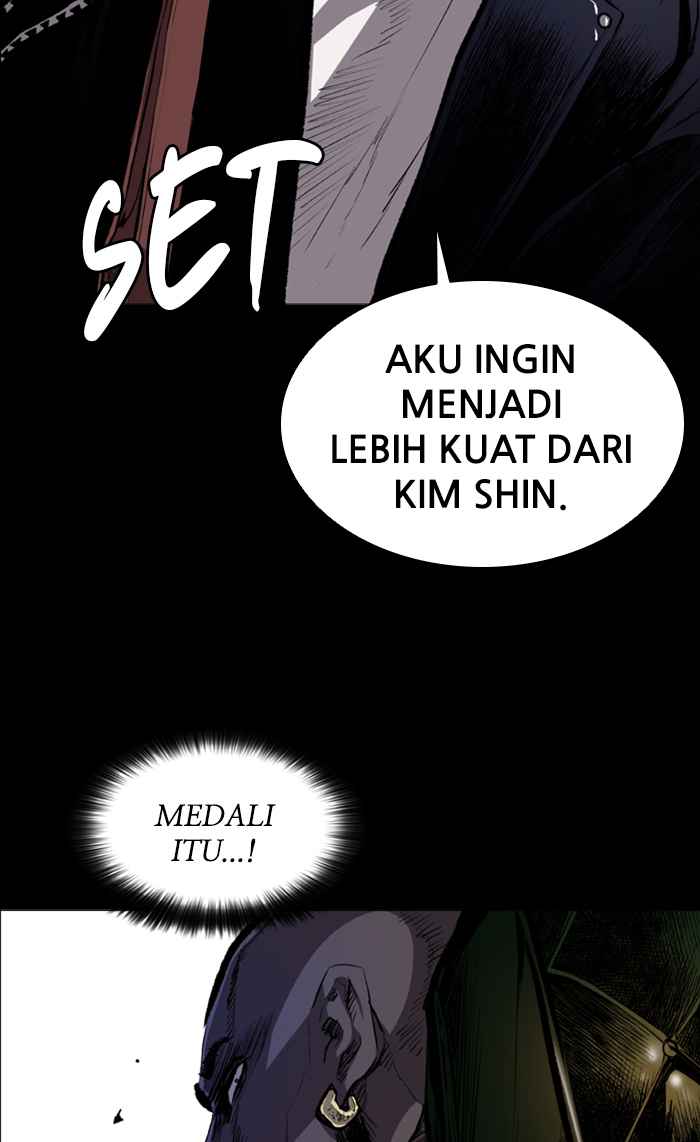 SET
AKU INGIN
MENJADI
LEBIH KUAT DARI
KIM SHIN.
MEDALI
ITU...!